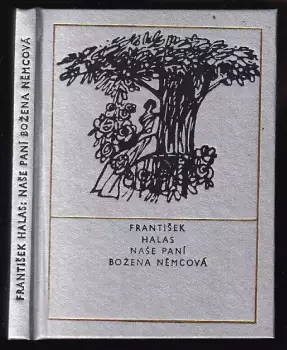 FRANTIŠEK HALAS: NAŠE PANÍ BOŽENA NĚMCOVÁ
FRANTIŠEK
HALAS
NAŠE PANÍ
BOŽENA NĚMCOVÁ